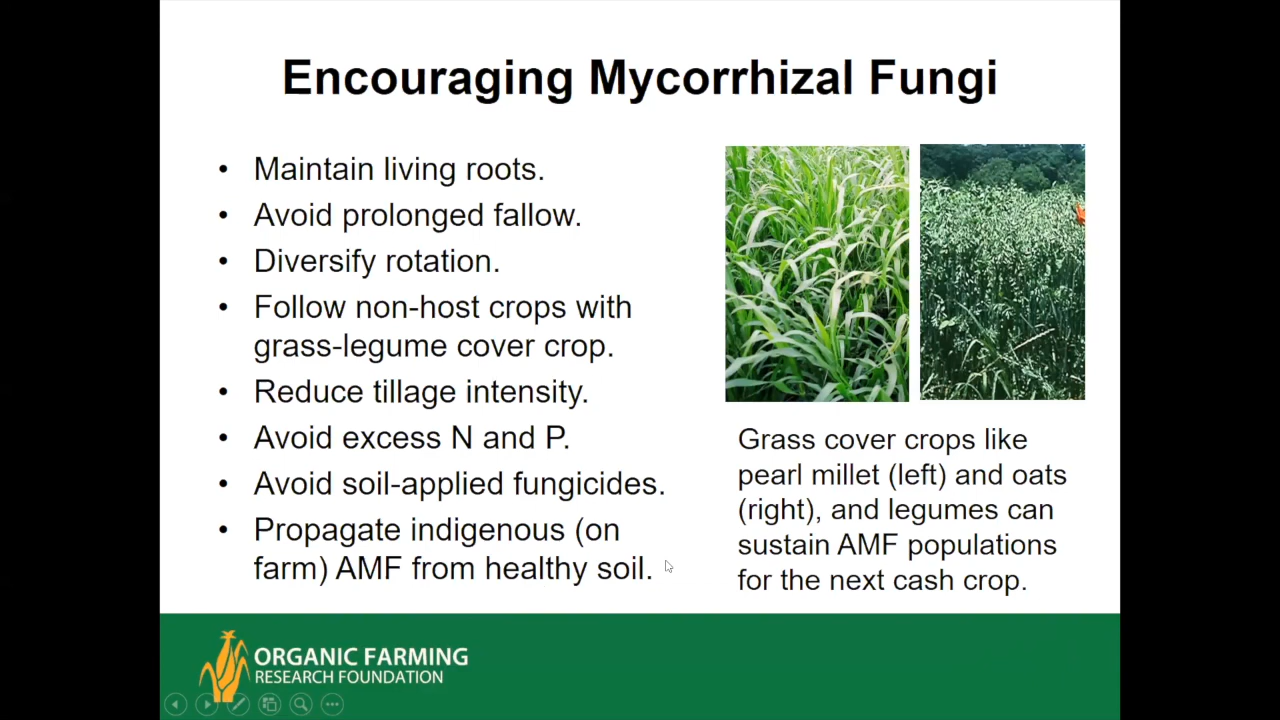 Encouraging Mycorrhizal Fungi
• Maintain living roots.
• Avoid prolonged fallow.
• Diversify rotation.
• Follow non-host crops with
grass-legume cover crop.
• Reduce tillage intensity.
• Avoid excess N and P.
• Avoid soil-applied fungicides.
• Propagate indigenous (on
farm) AMF from healthy soil.
Grass cover crops like
pearl millet (left) and oats
(right), and legumes can
sustain AMF populations
for the next cash crop.
ORGANIC FARMING
RESEARCH FOUNDATION